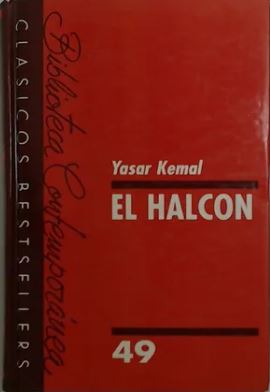 CLASICOS BESTSELLERS
Biblioteca Contemporánea
Yasar Kemal
EL HALCON
49